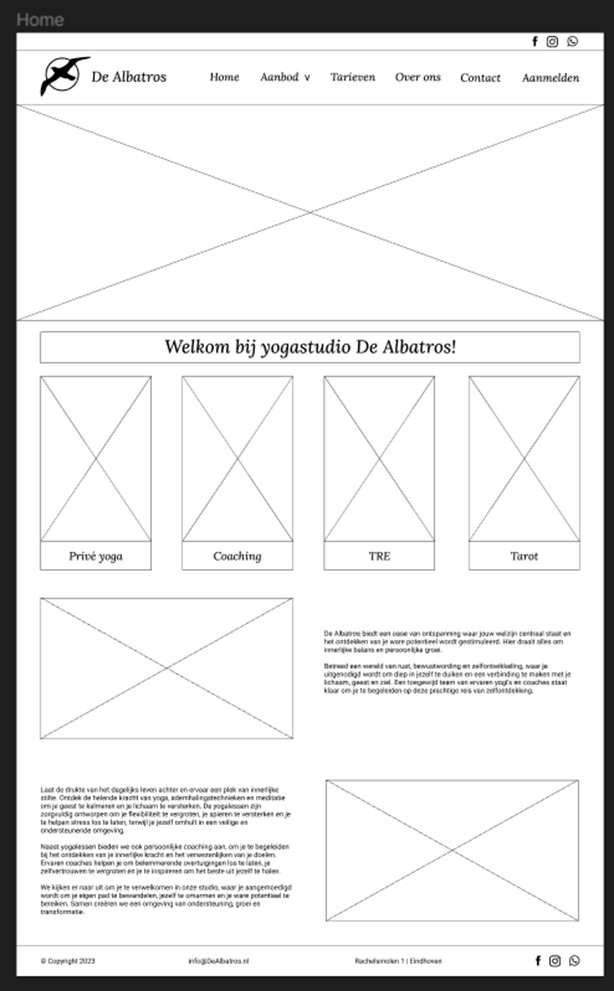 Home
De Albatros
Home Aanbod v Tarieven Over ons Contact Aanmelden
Welkom bij yogastudio De Albatros!
Privé yoga Coaching TRE Tarot
De Albatros biedt een oase van ontspanning waar jouw welzijn centraal staat en
het ontdekken van je ware potentieel wordt gestimuleerd. Hier draait alles om
innerlijke balans en persoonlijke groei.
Betreed een wereld van rust, bewustwording en zelfontwikkeling, waar je
uitgenodigd wordt om diep in jezelf te duiken en een verbinding te maken met je
lichaam, geest en ziel. Een toegewijd team van ervaren yogi's en coaches staat
klaar om je te begeleiden op deze prachtige reis van zelfontdekking.
Laat de drukte van het dagelijks leven achter en ervaar een plek van innerlijke
stilte. Ontdek de helende kracht van yoga, ademhalingstechnieken en meditatie
om je geest te kalmeren en je lichaam te versterken. De yogalessen zijn
zorgvuldig ontworpen om je flexibiliteit te vergroten, je spieren te versterken en je
te helpen stress los te laten, terwijl je jezelf omhult in een veilige en
ondersteunende omgeving.
Naast yogalessen bieden we ook persoonlijke coaching aan, om je te begeleiden
bij het ontdekken van je innerlijke kracht en het verwezenlijken van je doelen.
Ervaren coaches helpen je om belemmerende overtuigingen los te laten, je
zelfvertrouwen te vergroten en je te inspireren om het beste uit jezelf te halen.
We kijken er naar uit om je te verwelkomen in onze studio, waar je aangemoedigd
wordt om je eigen pad te bewandelen, jezelf te omarmen en je ware potentieel te
bereiken. Samen creëren we een omgeving van ondersteuning, groei en
transformatie.
© Copyright 2023 info@DeAlbatros.nl Rachelsmolen 1 | Eindhoven